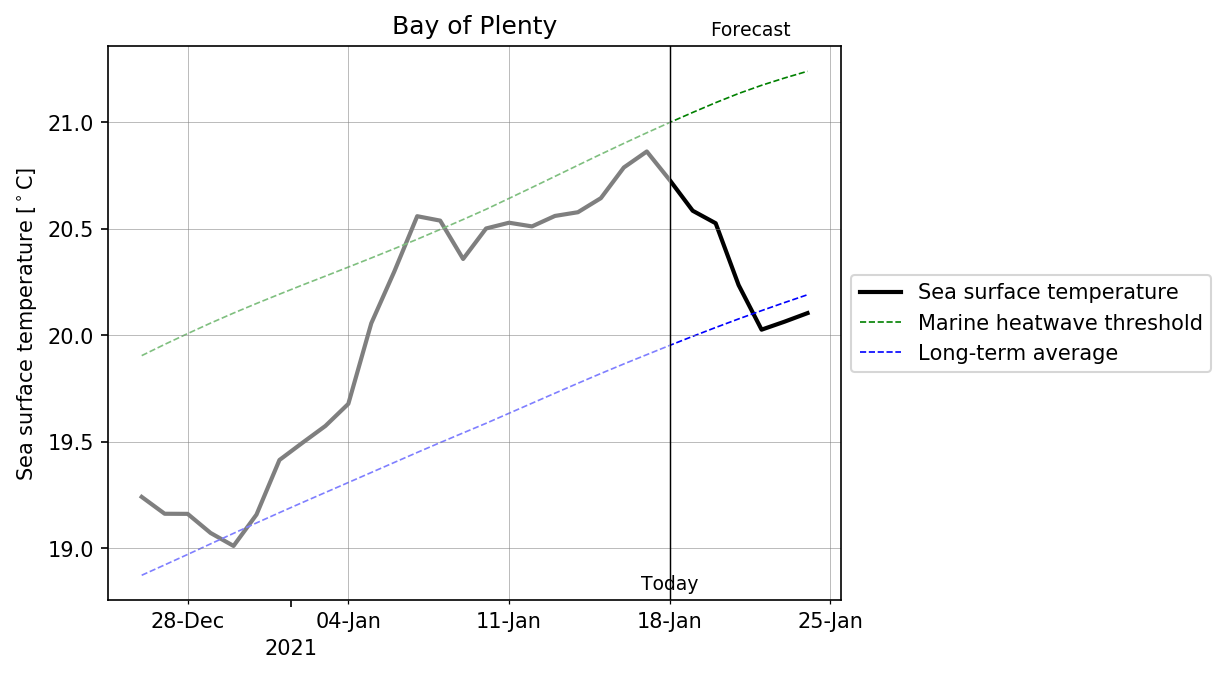 Bay of Plenty
Forecast
Sea surface temperature [°C]
21.0
20.5
20.0
19.5
19.0
Today
28-Dec
04-Jan
11-Jan
18-Jan
25-Jan
2021
Sea surface temperature
Marine heatwave threshold
Long-term average